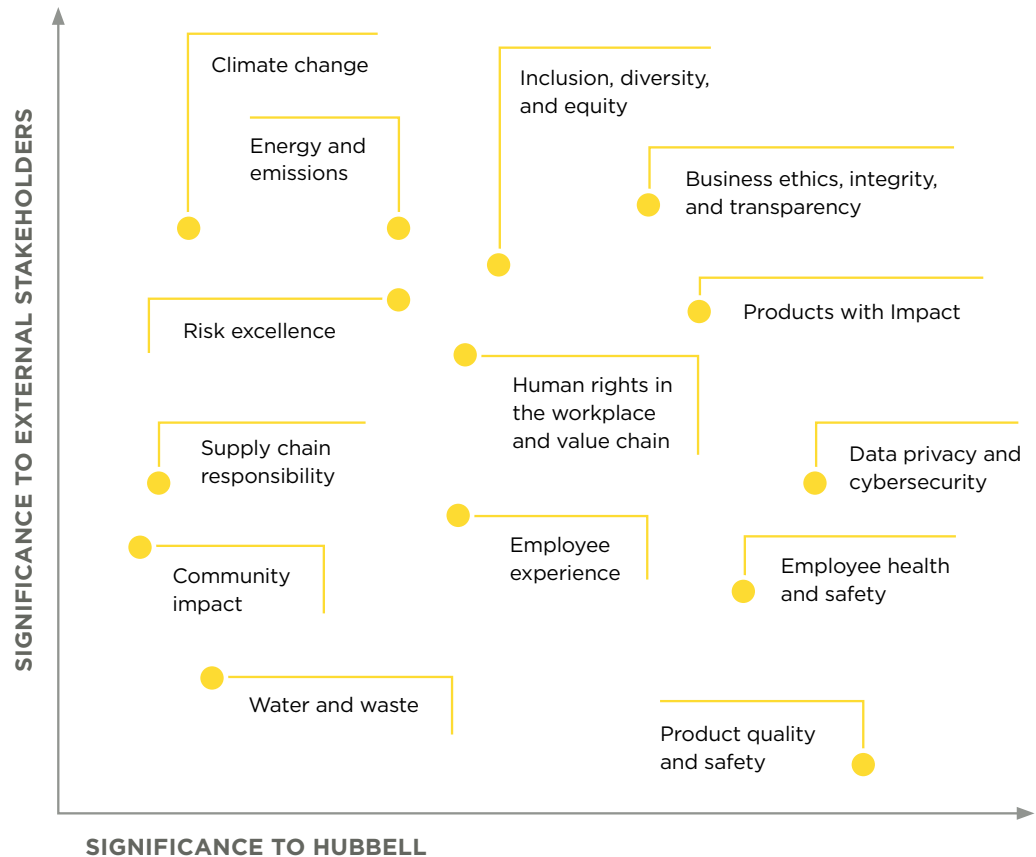 Climate change
Inclusion, diversity,
and equity
Energy and
emissions
Business ethics, integrity,
and transparency
Risk excellence
Products with Impact
Human rights in
the workplace
and value chain
Supply chain
responsibility
Data privacy and
cybersecurity
Community
impact
Employee
experience
Employee health
and safety
Water and waste
Product quality
and safety
SIGNIFICANCE TO EXTERNAL STAKEHOLDERS
SIGNIFICANCE TO HUBBELL